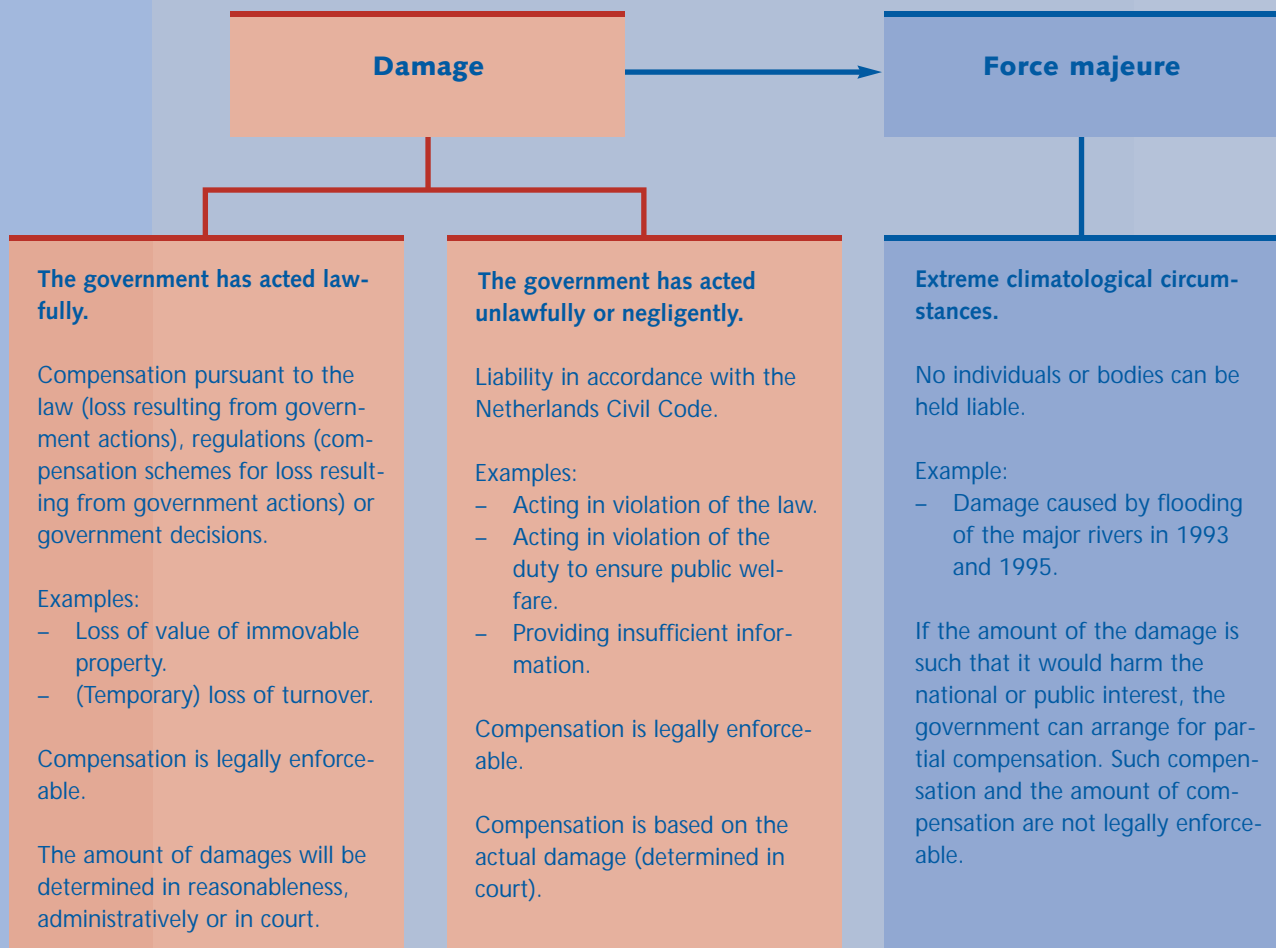 Damage
Force majeure
The government has acted law-
fully.
Compensation pursuant to the
law (loss resulting from govern-
ment actions), regulations (com-
pensation schemes for loss result-
ing from government actions) or
government decisions.
Examples:
– Loss of value of immovable
property.
– (Temporary) loss of turnover.
Compensation is legally enforce-
able.
The amount of damages will be
determined in reasonableness,
administratively or in court.
The government has acted
unlawfully or negligently.
Liability in accordance with the
Netherlands Civil Code.
Examples:
– Acting in violation of the law.
– Acting in violation of the
duty to ensure public wel-
fare.
– Providing insufficient infor-
mation.
Compensation is legally enforce-
able.
Compensation is based on the
actual damage (determined in
court).
Extreme climatological circum-
stances.
No individuals or bodies can be
held liable.
Example:
– Damage caused by flooding
of the major rivers in 1993
and 1995.
If the amount of the damage is
such that it would harm the
national or public interest, the
government can arrange for par-
tial compensation. Such compen-
sation and the amount of com-
pensation are not legally enforce-
able.